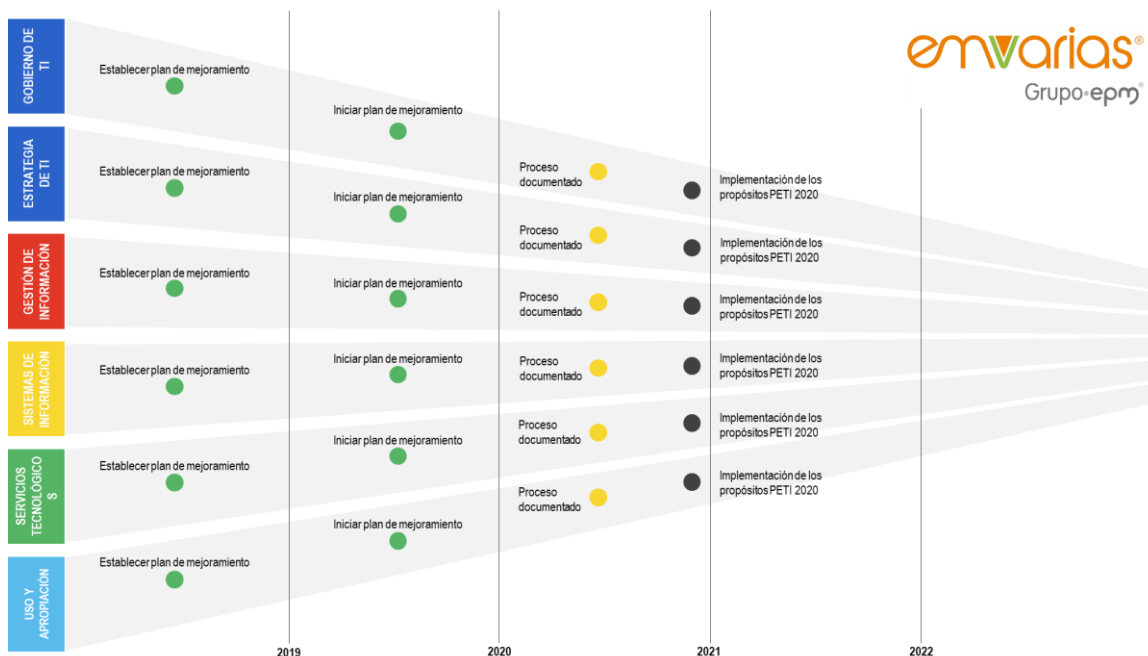 emvarias®
Grupo·epm®
GOBIERNO DE
TI
Establecer plan de mejoramiento
Iniciar plan de mejoramiento
Proceso
documentado
Implementación de los
propósitos PETI 2020
ESTRATEGIA
DE TI
Establecer plan de mejoramiento
Iniciar plan de mejoramiento
Proceso
documentado
Implementación de los
propósitos PETI 2020
GESTIÓN DE
INFORMACIÓN
Establecer plan de mejoramiento
Iniciar plan de mejoramiento
Proceso
documentado
Implementación de los
propósitos PETI 2020
SISTEMAS DE
INFORMACIÓN
Establecer plan de mejoramiento
Iniciar plan de mejoramiento
Proceso
documentado
Implementación de los
propósitos PETI 2020
SERVICIOS
TECNOLÓGICO
S
Establecer plan de mejoramiento
Iniciar plan de mejoramiento
Proceso
documentado
Implementación de los
propósitos PETI 2020
USO Y
APROPIACIÓN
Establecer plan de mejoramiento
Iniciar plan de mejoramiento
Proceso
documentado
Implementación de los
propósitos PETI 2020
2019
2020
2021
2022